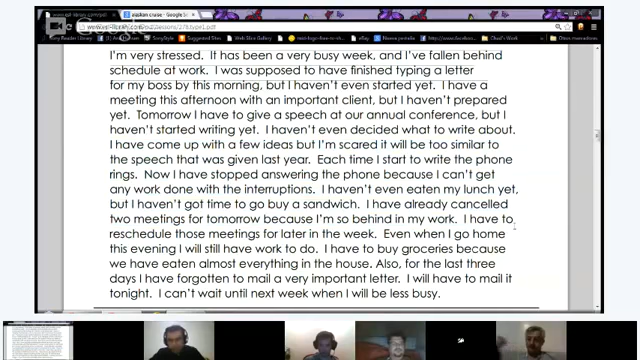 alaskan cruise - Google S
I'm very stressed.  It has been a very busy week, and I've fallen behind
schedule at work.  I was supposed to have finished typing a letter
for my boss by this morning, but I haven't even started yet.  I have a
meeting this afternoon with an important client, but I haven't prepared
yet.  Tomorrow I have to give a speech at our annual conference, but I
haven't started writing yet.  I haven't even decided what to write about.
I have come up with a few ideas but I'm scared it will be too similar to
the speech that was given last year.  Each time I start to write the phone
rings.  Now I have stopped answering the phone because I can't get
any work done with the interruptions.  I haven't even eaten my lunch yet,
but I haven't got time to go buy a sandwich.  I have already cancelled
two meetings for tomorrow because I'm so behind in my work.  I have to
reschedule those meetings for later in the week.  Even when I go home
this evening I will still have work to do.  I have to buy groceries because
we have eaten almost everything in the house. Also, for the last three
days I have forgotten to mail a very important letter.  I will have to mail it
tonight.  I can't wait until next week when I will be less busy.